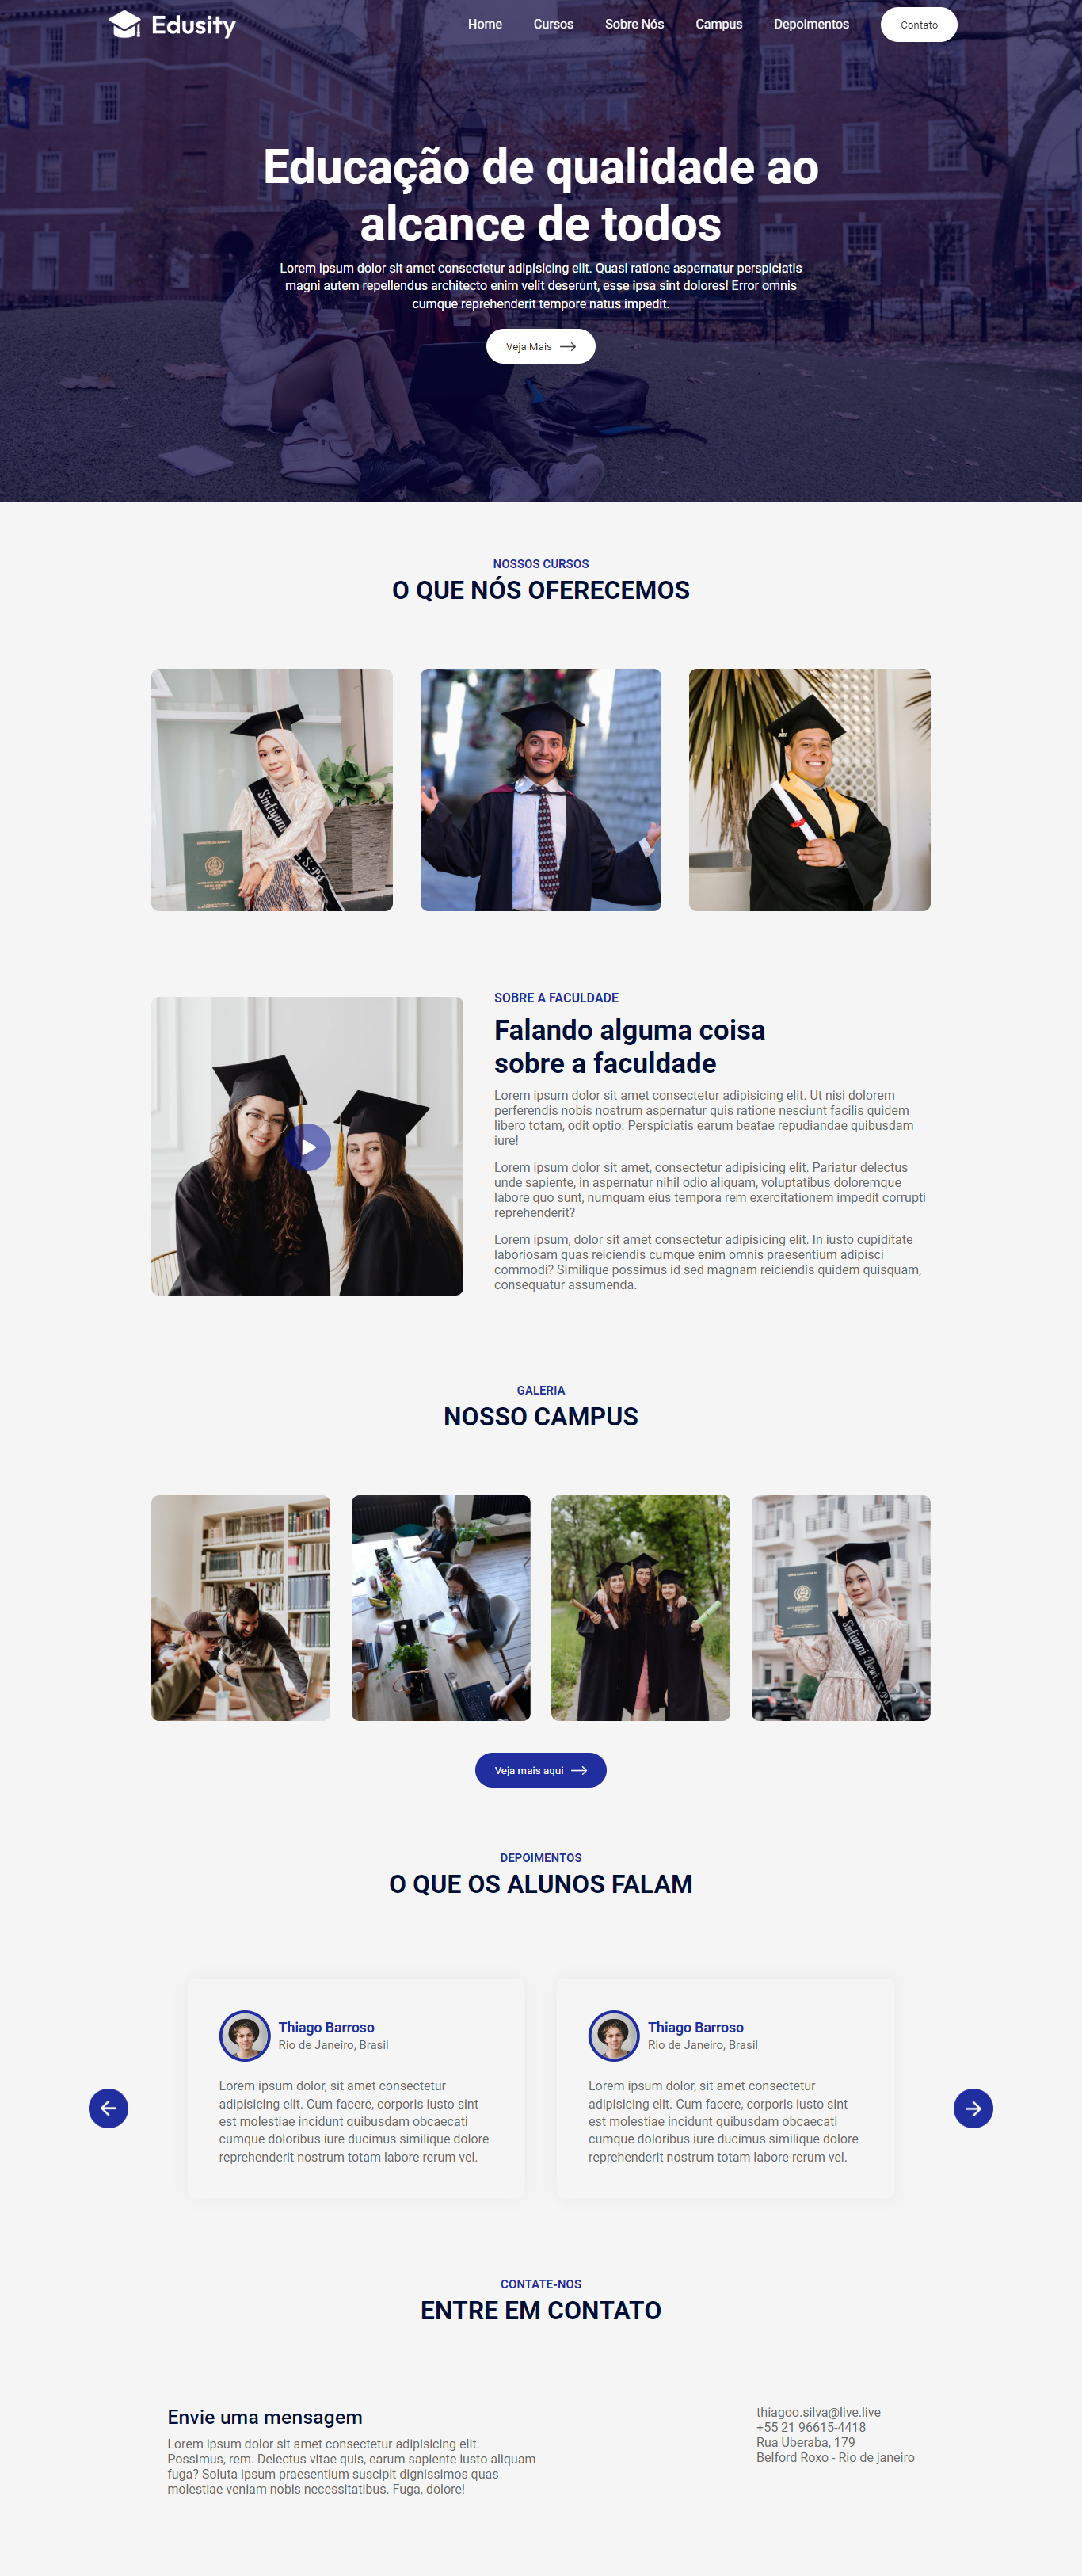 Edusity
Home Cursos Sobre Nós Campus Depoimentos Contato
Educação de qualidade ao
alcance de todos
Lorem ipsum dolor sit amet consectetur adipisicing elit. Quasi ratione aspernatur perspiciatis
magni autem repellendus architecto enim velit deserunt, esse ipsa sint dolores! Error omnis
cumque reprehenderit tempore natus impedit.
Veja Mais
NOSSOS CURSOS
O QUE NÓS OFERECEMOS
Sintiyani
S.Pd
SOBRE A FACULDADE
Falando alguma coisa
sobre a faculdade
Lorem ipsum dolor sit amet consectetur adipisicing elit. Ut nisi dolorem
perferendis nobis nostrum aspernatur quis ratione nesciunt facilis quidem
libero totam, odit optio. Perspiciatis earum beatae repudiandae quibusdam
iure!
Lorem ipsum dolor sit amet, consectetur adipisicing elit. Pariatur delectus
unde sapiente, in aspernatur nihil odio aliquam, voluptatibus doloremque
labore quo sunt, numquam eius tempora rem exercitationem impedit corrupti
reprehenderit?
Lorem ipsum, dolor sit amet consectetur adipisicing elit. In iusto cupiditate
laboriosam quas reiciendis cumque enim omnis praesentium adipisci
commodi? Similique possimus id sed magnam reiciendis quidem quisquam,
consequatur assumenda.
GALERIA
NOSSO CAMPUS
Sintiyani Dewi, S.Pd
Veja mais aqui
DEPOIMENTOS
O QUE OS ALUNOS FALAM
Thiago Barroso
Rio de Janeiro, Brasil
Lorem ipsum dolor, sit amet consectetur
adipisicing elit. Cum facere, corporis iusto sint
est molestiae incidunt quibusdam obcaecati
cumque doloribus iure ducimus similique dolore
reprehenderit nostrum totam labore rerum vel.
Thiago Barroso
Rio de Janeiro, Brasil
Lorem ipsum dolor, sit amet consectetur
adipisicing elit. Cum facere, corporis iusto sint
est molestiae incidunt quibusdam obcaecati
cumque doloribus iure ducimus similique dolore
reprehenderit nostrum totam labore rerum vel.
CONTATE-NOS
ENTRE EM CONTATO
Envie uma mensagem
Lorem ipsum dolor sit amet consectetur adipisicing elit.
Possimus, rem. Delectus vitae quis, earum sapiente iusto aliquam
fuga? Soluta ipsum praesentium suscipit dignissimos quas
molestiae veniam nobis necessitatibus. Fuga, dolore!
thiagoo.silva@live.live
+55 21 96615-4418
Rua Uberaba, 179
Belford Roxo - Rio de janeiro